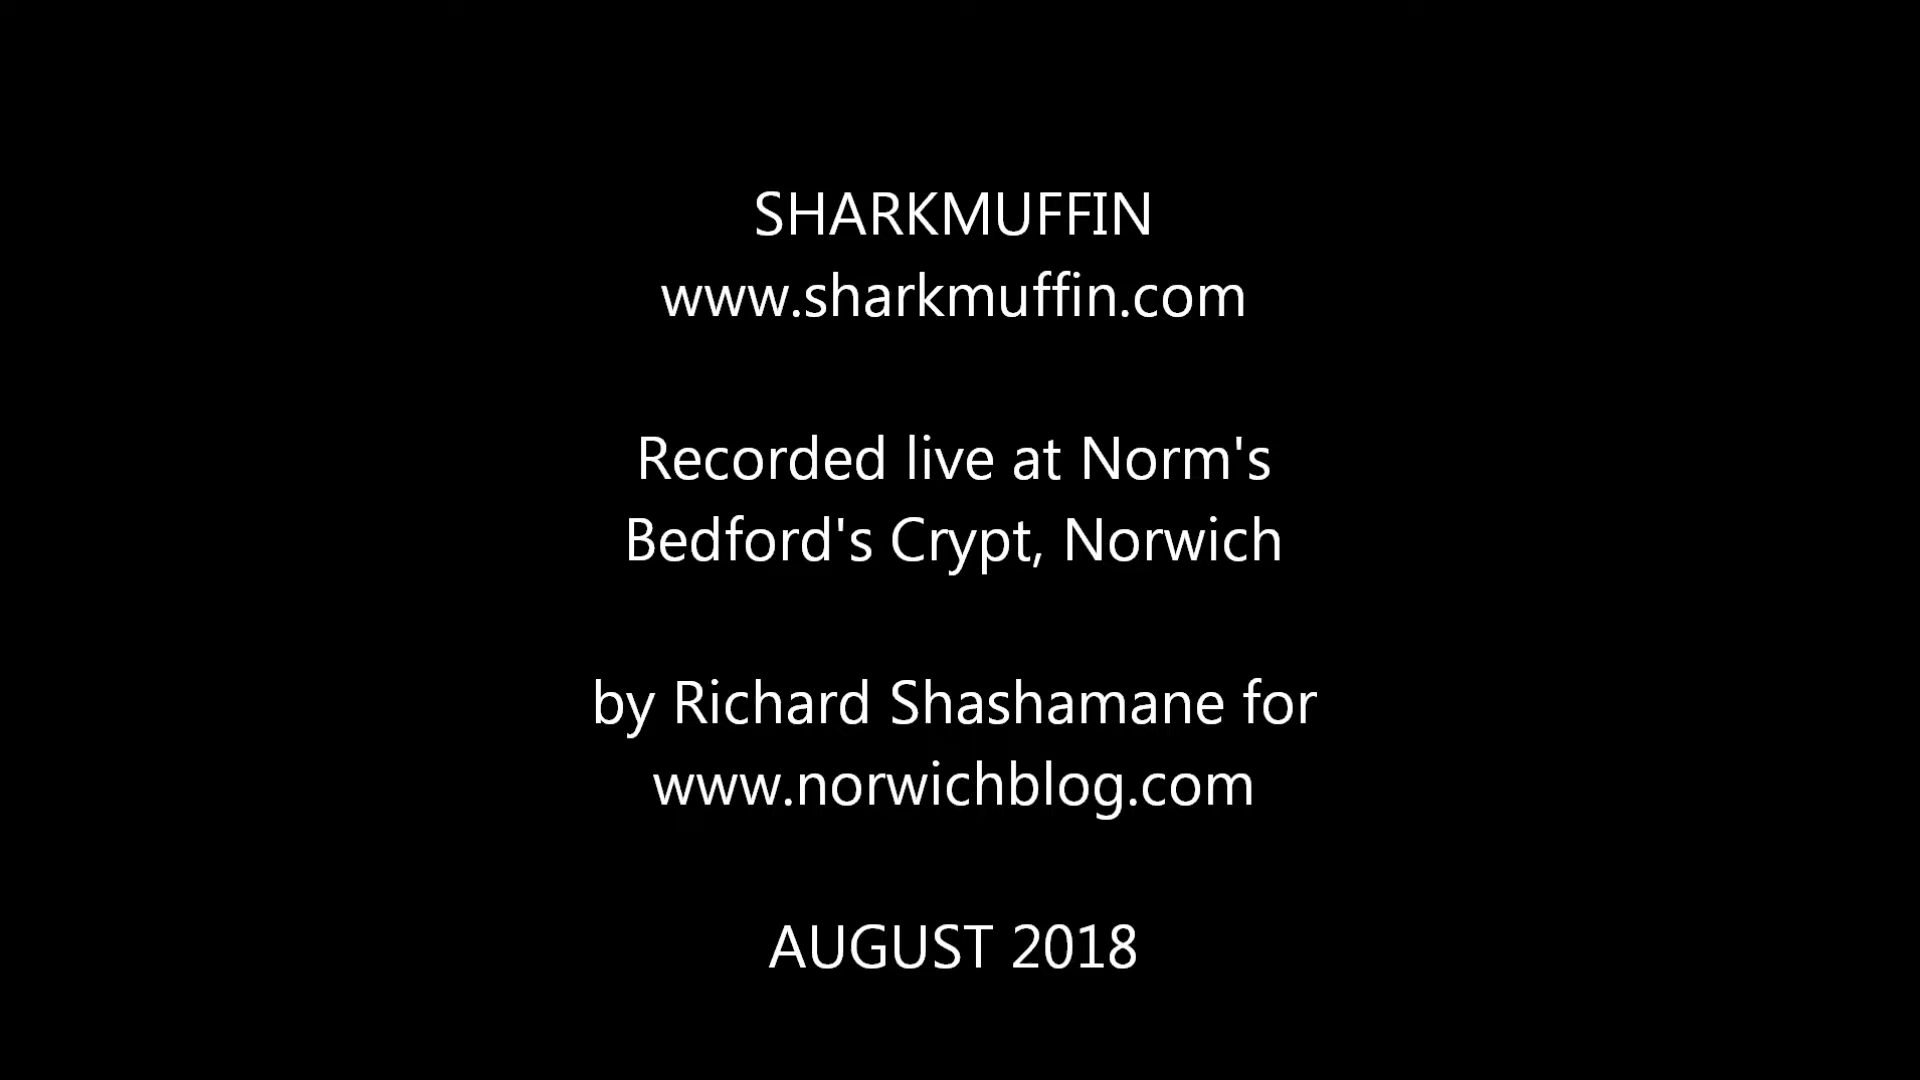 SHARKMUFFIN
www.sharkmuffin.com
Recorded live at Norm's
Bedford's Crypt, Norwich
by Richard Shashamane for
www.norwichblog.com
AUGUST 2018